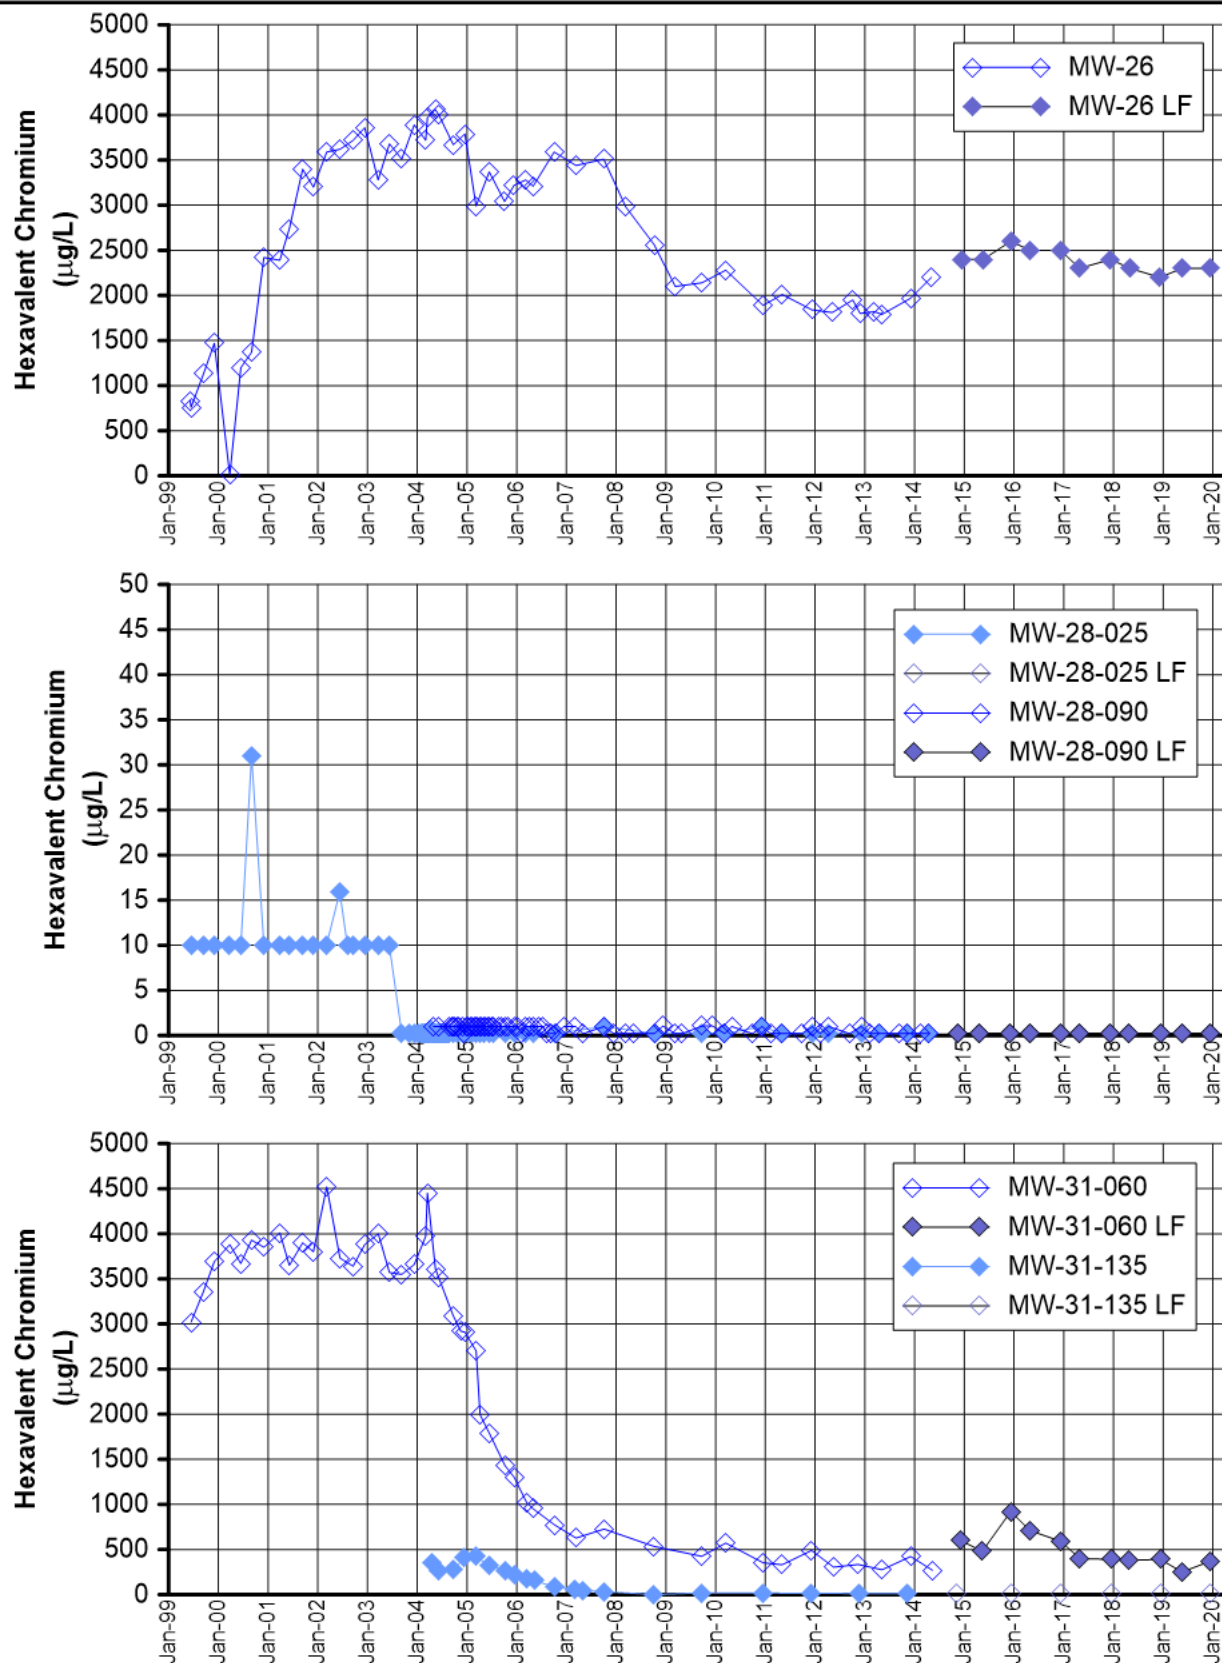 5000
4500
4000
3500
3000
2500
2000
1500
1000
500
0
Hexavalent Chromium
(µg/L)
MW-26
MW-26 LF
Jan-99 Jan-00 Jan-01 Jan-02 Jan-03 Jan-04 Jan-05 Jan-06 Jan-07 Jan-08 Jan-09 Jan-10 Jan-11 Jan-12 Jan-13 Jan-14 Jan-15 Jan-16 Jan-17 Jan-18 Jan-19 Jan-20
50
45
40
35
30
25
20
15
10
5
0
Hexavalent Chromium
(µg/L)
MW-28-025
MW-28-025 LF
MW-28-090
MW-28-090 LF
Jan-99 Jan-00 Jan-01 Jan-02 Jan-03 Jan-04 Jan-05 Jan-06 Jan-07 Jan-08 Jan-09 Jan-10 Jan-11 Jan-12 Jan-13 Jan-14 Jan-15 Jan-16 Jan-17 Jan-18 Jan-19 Jan-20
5000
4500
4000
3500
3000
2500
2000
1500
1000
500
0
Hexavalent Chromium
(µg/L)
MW-31-060
MW-31-060 LF
MW-31-135
MW-31-135 LF
Jan-99 Jan-00 Jan-01 Jan-02 Jan-03 Jan-04 Jan-05 Jan-06 Jan-07 Jan-08 Jan-09 Jan-10 Jan-11 Jan-12 Jan-13 Jan-14 Jan-15 Jan-16 Jan-17 Jan-18 Jan-19 Jan-20